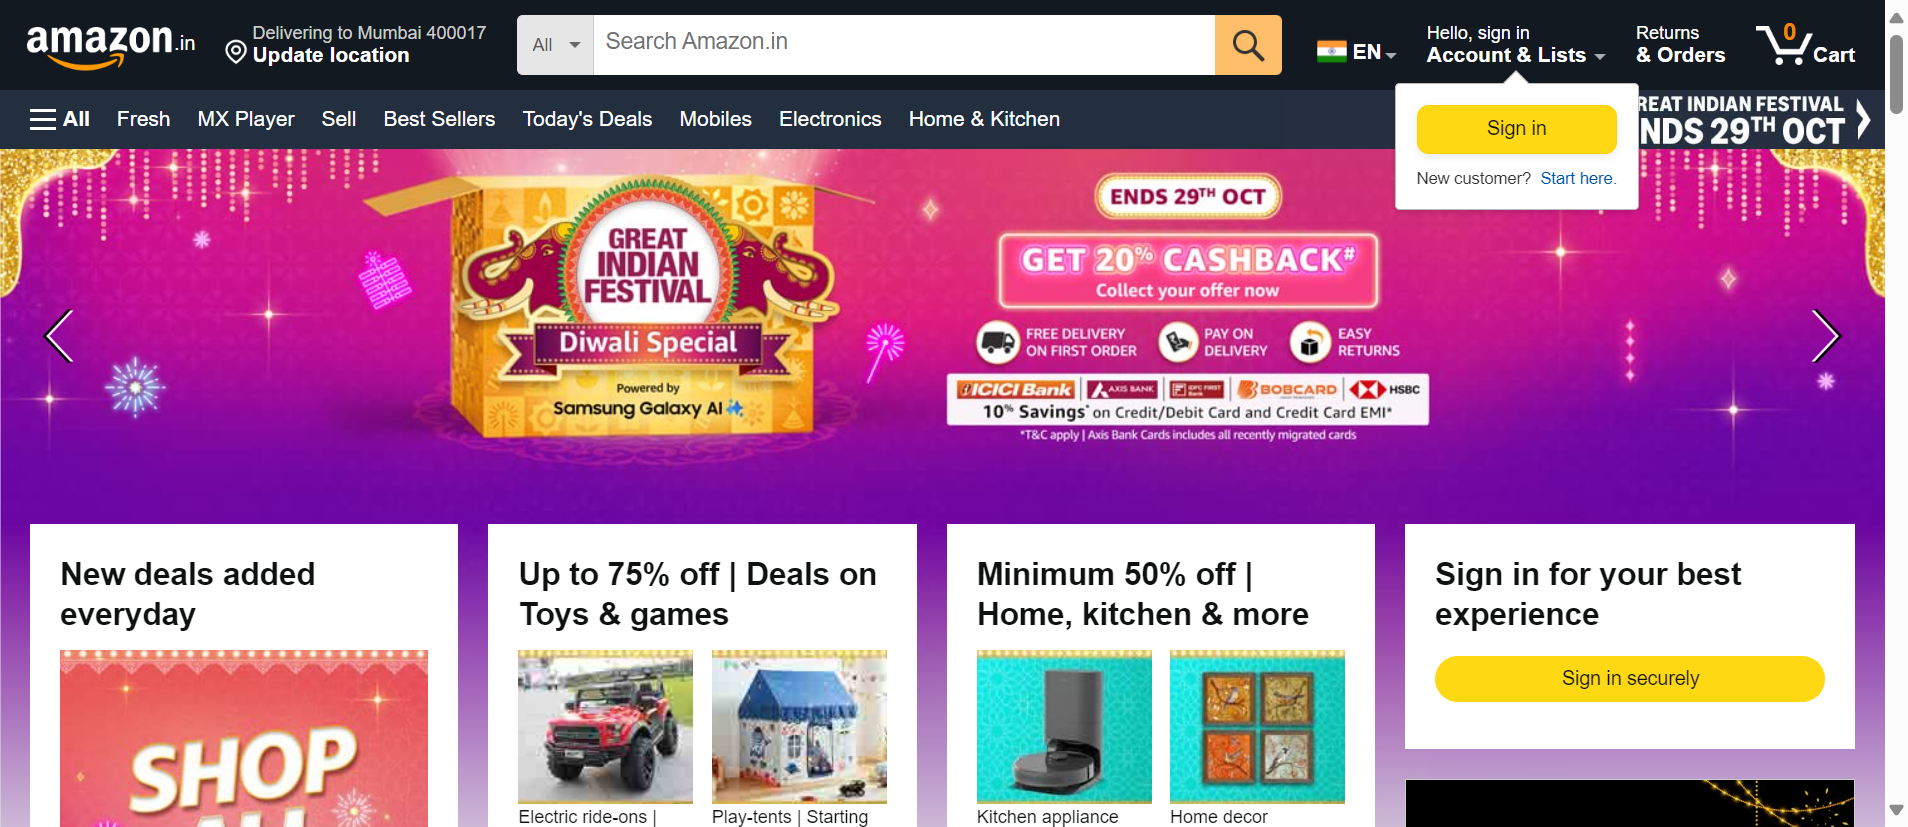 amazon.in
Delivering to Mumbai 400017
Update location
All
Search Amazon.in
EN
Hello, sign in
Account & Lists
Returns
& Orders
0
Cart
All
Fresh
MX Player
Sell
Best Sellers
Today's Deals
Mobiles
Electronics
Home & Kitchen
REAT INDIAN FESTIVAL
NDS 29TH OCT
Sign in
New customer? Start here.
GREAT
INDIAN
FESTIVAL
Diwali Special
Powered by
Samsung Galaxy AI
ENDS 29TH OCT
GET 20% CASHBACK#
Collect your offer now
FREE DELIVERY
ON FIRST ORDER
PAY ON
DELIVERY
EASY
RETURNS
ICICI Bank
AXIS BANK
IDFC FIRST
Bank
BOBCARD
HSBC
10% Savings* on Credit/Debit Card and Credit Card EMI*
*T&C apply | Axis Bank Cards includes all recently migrated cards
New deals added
everyday
SHOP
ALL
Up to 75% off | Deals on
Toys & games
Electric ride-ons |
Play-tents | Starting
Minimum 50% off |
Home, kitchen & more
Kitchen appliance
Home decor
Sign in for your best
experience
Sign in securely